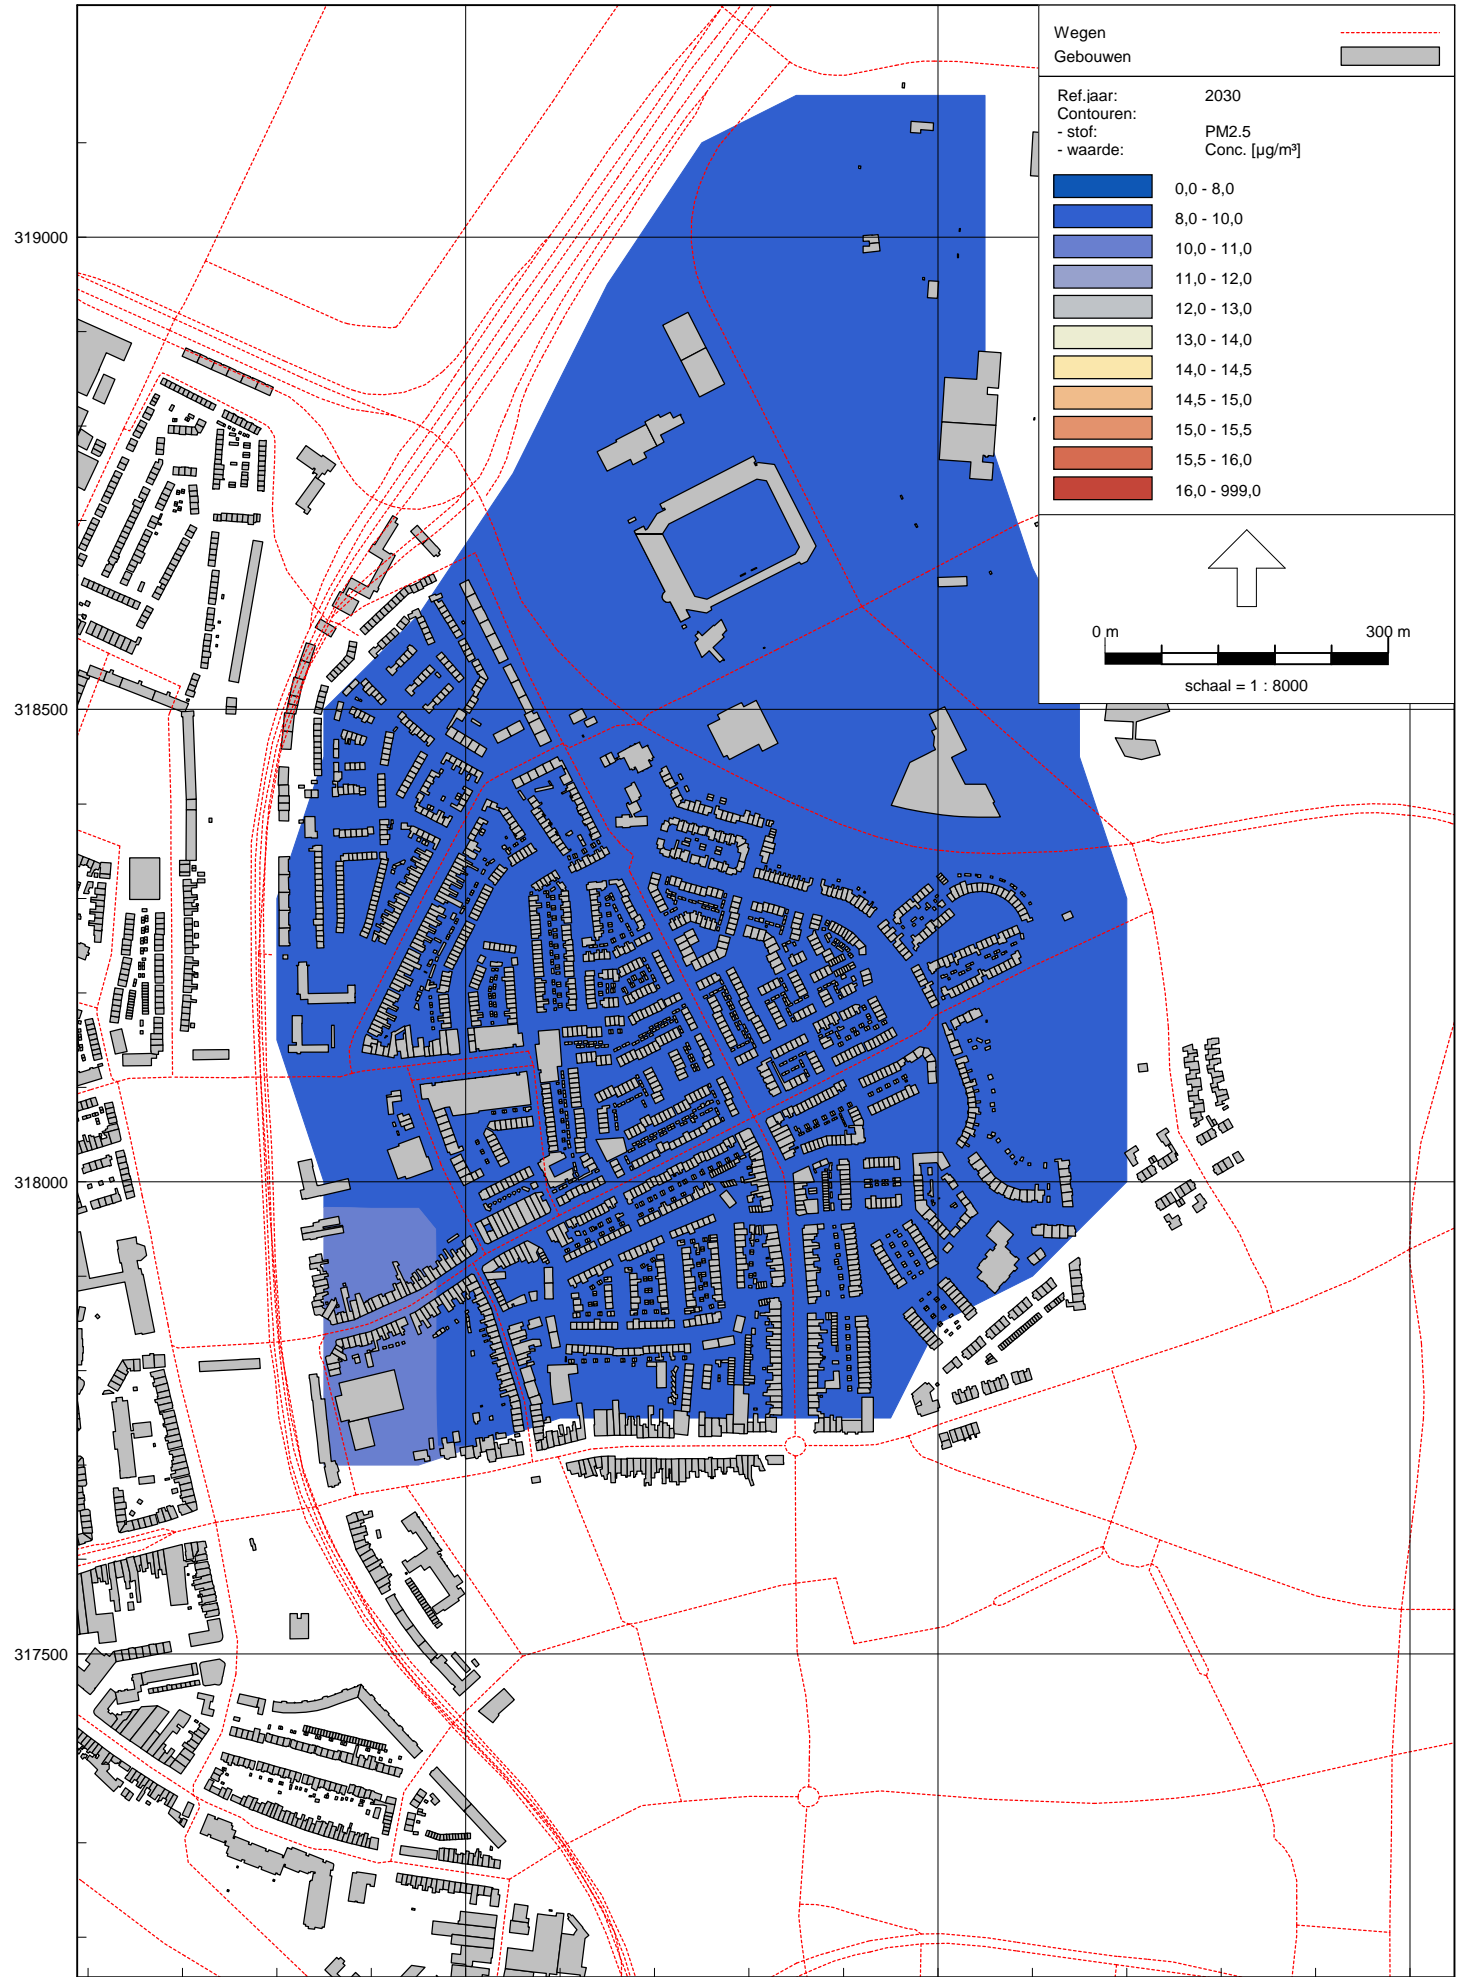 Wegen
Gebouwen
Ref.jaar: 2030
Contouren:
- stof: PM2.5
- waarde: Conc. [µg/m³]
0,0 - 8,0
8,0 - 10,0
10,0 - 11,0
11,0 - 12,0
12,0 - 13,0
13,0 - 14,0
14,0 - 14,5
14,5 - 15,0
15,0 - 15,5
15,5 - 16,0
16,0 - 999,0
0 m 300 m
schaal = 1 : 8000
319000
318500
318000
317500